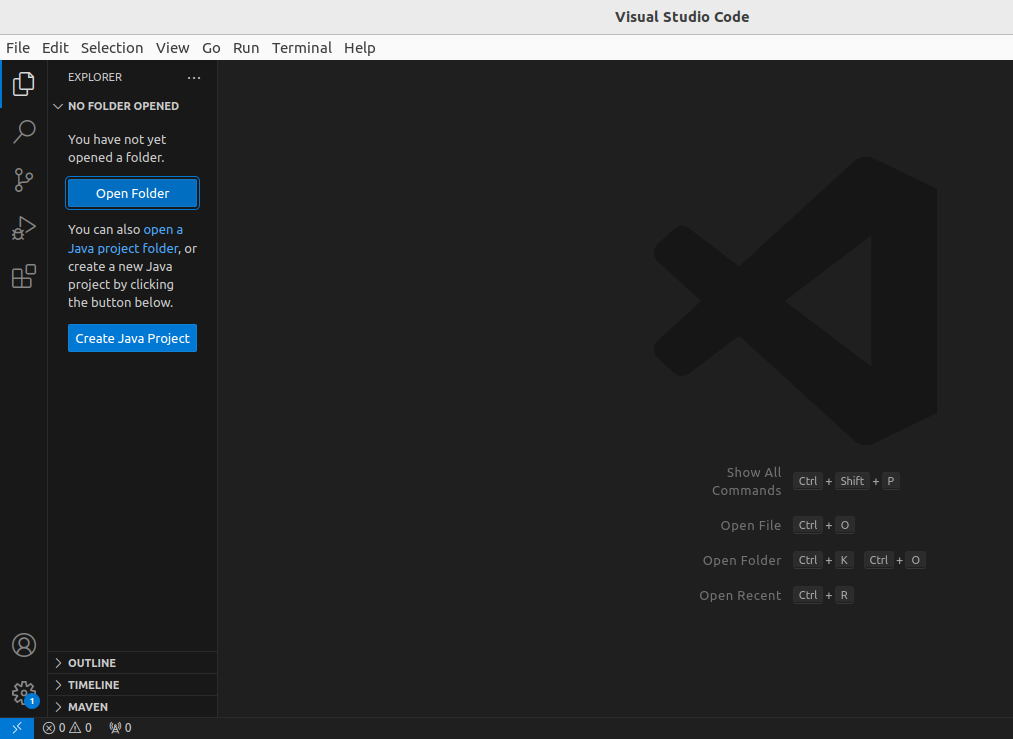 Visual Studio Code
File Edit Selection View Go Run Terminal Help
EXPLORER
NO FOLDER OPENED
You have not yet
opened a folder.
Open Folder
You can also open a
Java project folder, or
create a new Java
project by clicking
the button below.
Create Java Project
Show All
Commands
Ctrl + Shift + P
Open File Ctrl + O
Open Folder Ctrl + K Ctrl + O
Open Recent Ctrl + R
OUTLINE
TIMELINE
1
MAVEN
0 0 0